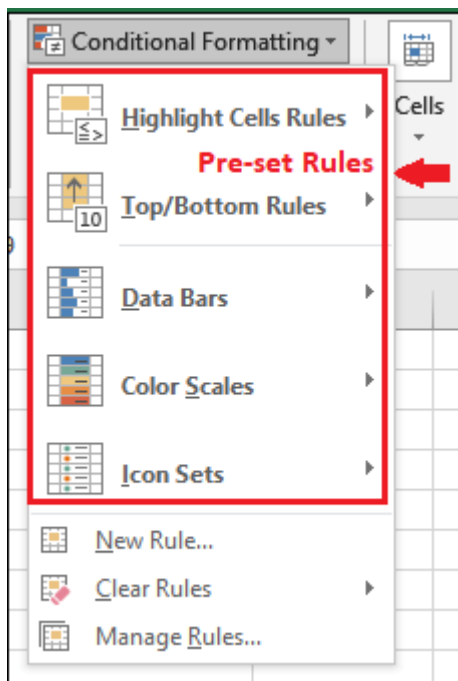 Conditional Formatting
Cells
Highlight Cells Rules
Pre-set Rules
Top/Bottom Rules
10
Data Bars
Color Scales
Icon Sets
New Rule...
Clear Rules
Manage Rules...